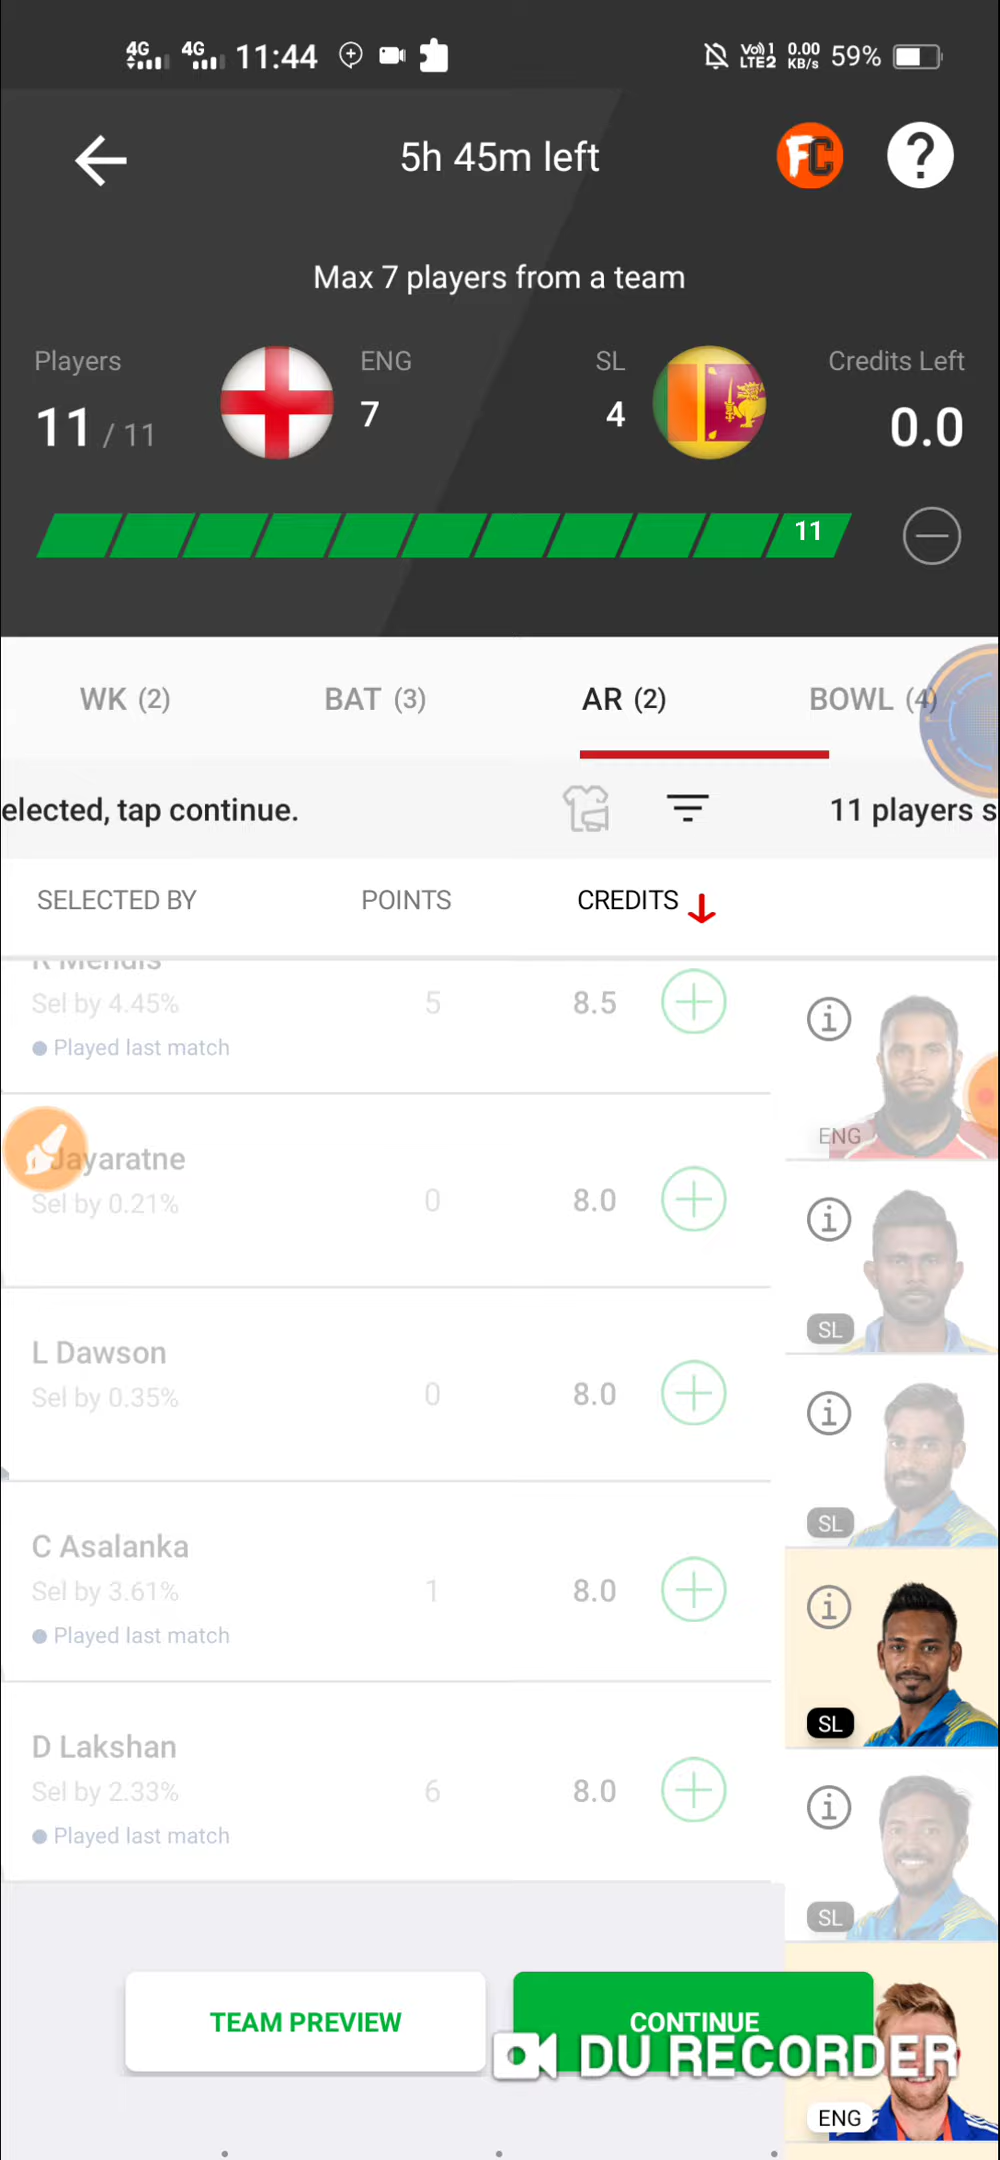 4G 4G 11:44 Vo)) 1 LTE2 0.00 KB/s 59%
5h 45m left FC ?
Max 7 players from a team
Players ENG SL Credits Left
11 / 11 7 4 0.0
11
WK (2) BAT (3) AR (2) BOWL (4)
elected, tap continue. 11 players s
SELECTED BY POINTS CREDITS
K Mendis
Sel by 4.45% 5 8.5
Played last match
ENG
Jayaratne
Sel by 0.21% 0 8.0
SL
L Dawson
Sel by 0.35% 0 8.0
SL
C Asalanka
Sel by 3.61% 1 8.0
Played last match
SL
D Lakshan
Sel by 2.33% 6 8.0
Played last match
SL
TEAM PREVIEW CONTINUE
DU RECORDER
ENG